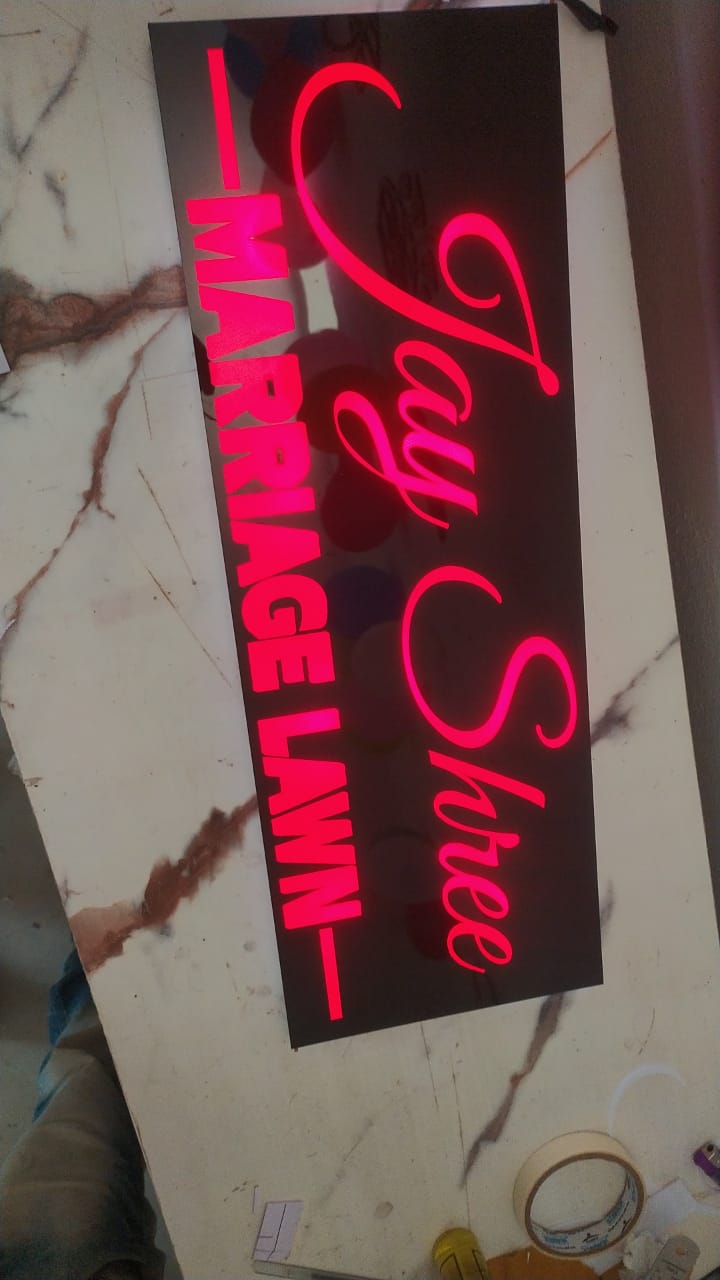 Jay Shree
— MARRIAGE LAWN —